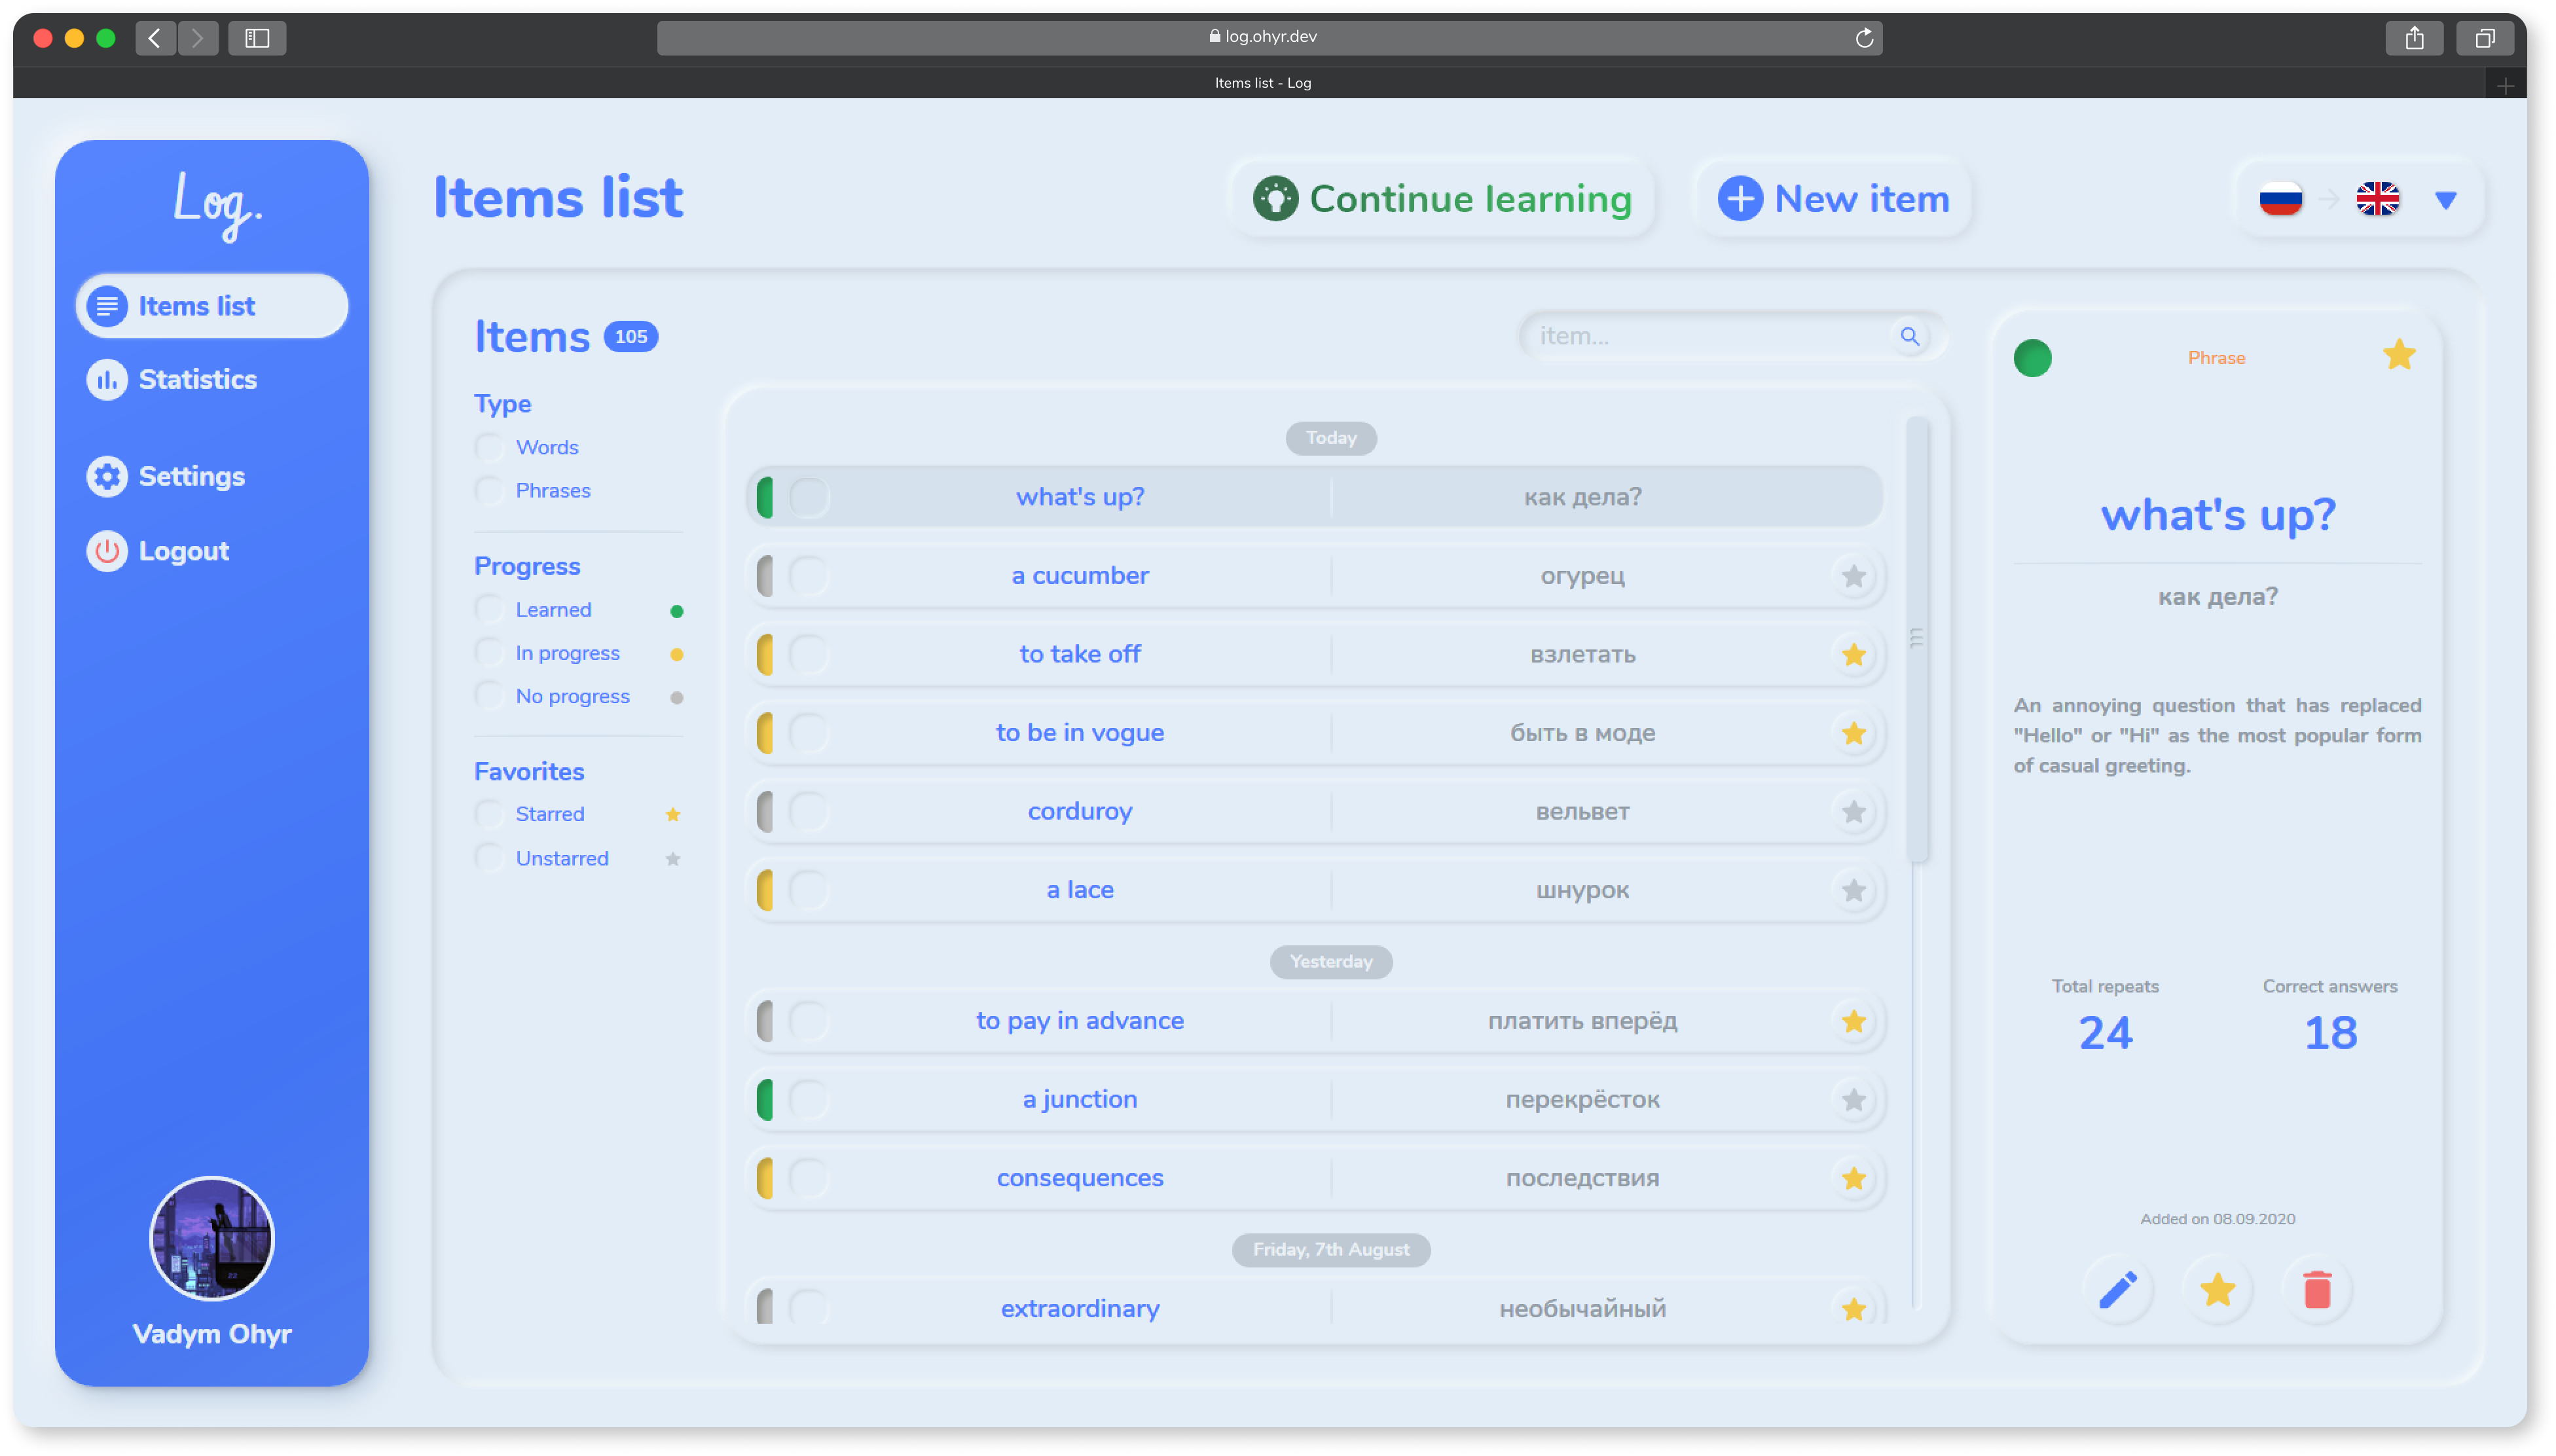 log.ohyr.dev
Items list - Log
Log.
Items list
Statistics
Settings
Logout
Vadym Ohyr
Items list
Continue learning
New item
Items 105
item...
Type
Words
Phrases
Progress
Learned
In progress
No progress
Favorites
Starred
Unstarred
Today
what's up? как дела?
a cucumber огурец
to take off взлетать
to be in vogue быть в моде
corduroy вельвет
a lace шнурок
Yesterday
to pay in advance платить вперёд
a junction перекрёсток
consequences последствия
Friday, 7th August
extraordinary необычайный
Phrase
what's up?
как дела?
An annoying question that has replaced
"Hello" or "Hi" as the most popular form
of casual greeting.
Total repeats Correct answers
24 18
Added on 08.09.2020